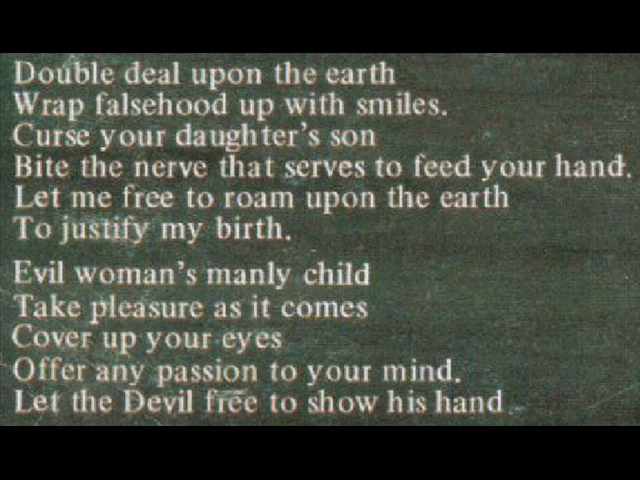 Double deal upon the earth
Wrap falsehood up with smiles.
Curse your daughter's son
Bite the nerve that serves to feed your hand.
Let me free to roam upon the earth
To justify my birth.
Evil woman's manly child
Take pleasure as it comes
Cover up your eyes
Offer any passion to your mind.
Let the Devil free to show his hand